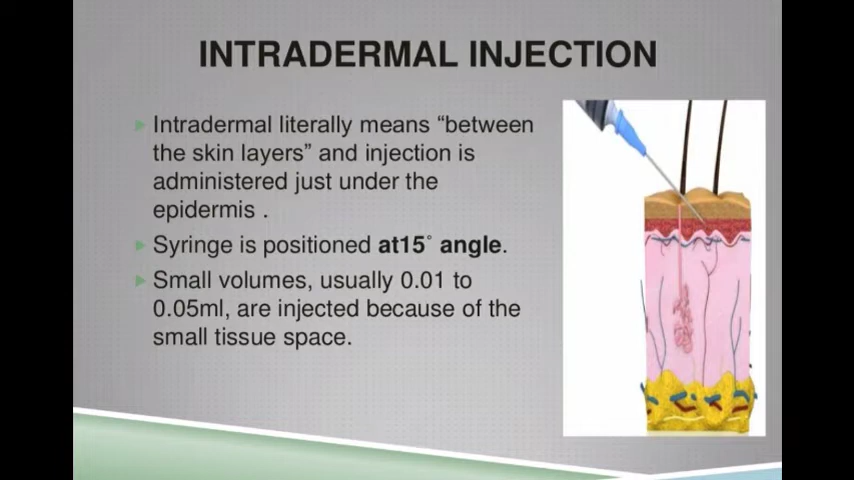 INTRADERMAL INJECTION
Intradermal literally means “between
the skin layers” and injection is
administered just under the
epidermis .
Syringe is positioned at15° angle.
Small volumes, usually 0.01 to
0.05ml, are injected because of the
small tissue space.